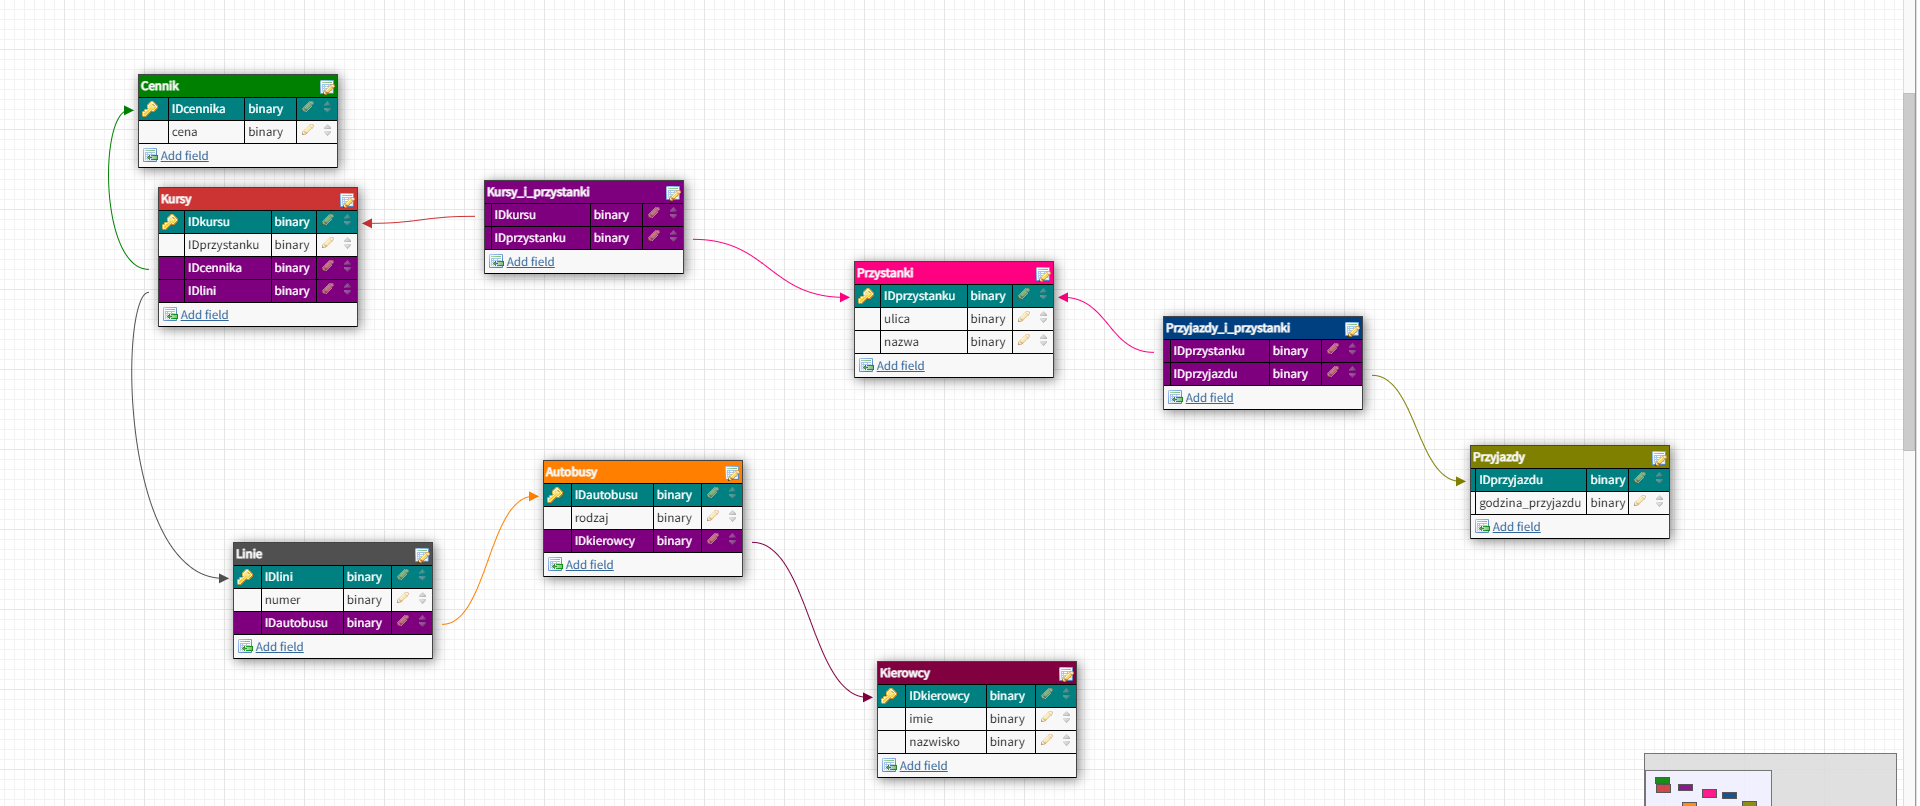 Cennik
IDcennika binary
cena binary
Add field
Kursy
IDkursu binary
IDprzystanku binary
IDcennika binary
IDlini binary
Add field
Kursy_i_przystanki
IDkursu binary
IDprzystanku binary
Add field
Przystanki
IDprzystanku binary
ulica binary
nazwa binary
Add field
Przyjazdy_i_przystanki
IDprzystanku binary
IDprzyjazdu binary
Add field
Przyjazdy
IDprzyjazdu binary
godzina_przyjazdu binary
Add field
Autobusy
IDautobusu binary
rodzaj binary
IDkierowcy binary
Add field
Linie
IDlini binary
numer binary
IDautobusu binary
Add field
Kierowcy
IDkierowcy binary
imie binary
nazwisko binary
Add field